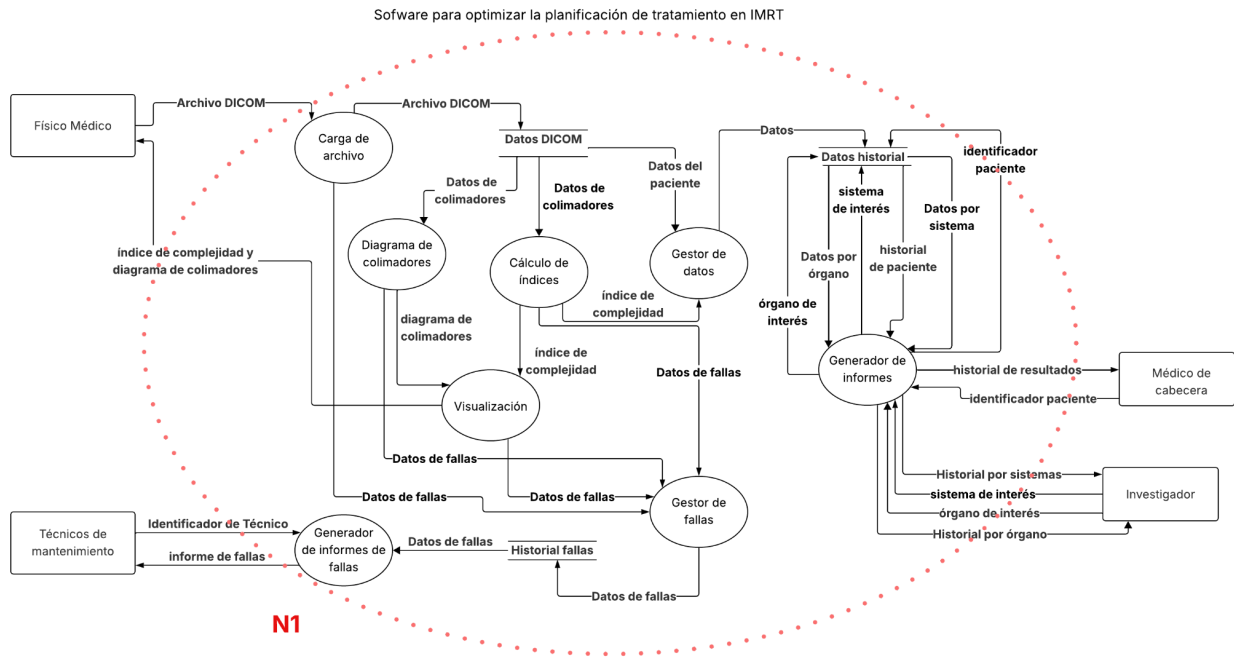 Sofware para optimizar la planificación de tratamiento en IMRT
Archivo DICOM
Archivo DICOM
Físico Médico
Carga de
archivo
Datos DICOM
Datos
Datos historial
identificador
paciente
Datos de
colimadores
Datos de
colimadores
Datos del
paciente
sistema
de interés
Datos por
sistema
índice de complejidad y
diagrama de colimadores
Diagrama de
colimadores
Cálculo de
índices
Gestor de
datos
Datos por
órgano
historial
de paciente
índice de
complejidad
órgano de
interés
diagrama de
colimadores
índice de
complejidad
Datos de fallas
Generador de
informes
historial de resultados
Médico de
cabecera
identificador paciente
Visualización
Datos de fallas
Datos de fallas
Datos de fallas
Gestor de
fallas
Historial por sistemas
sistema de interés
órgano de interés
Historial por órgano
Investigador
Técnicos de
mantenimiento
Identificador de Técnico
informe de fallas
Generador
de informes de
fallas
Datos de fallas
Historial fallas
Datos de fallas
N1